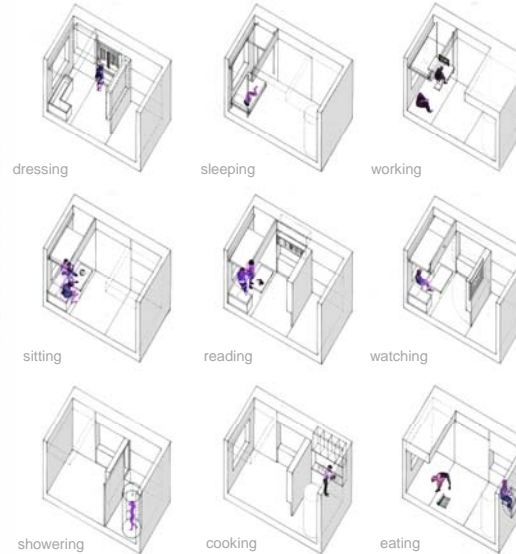 dressing
sleeping
working
sitting
reading
watching
showering
cooking
eating